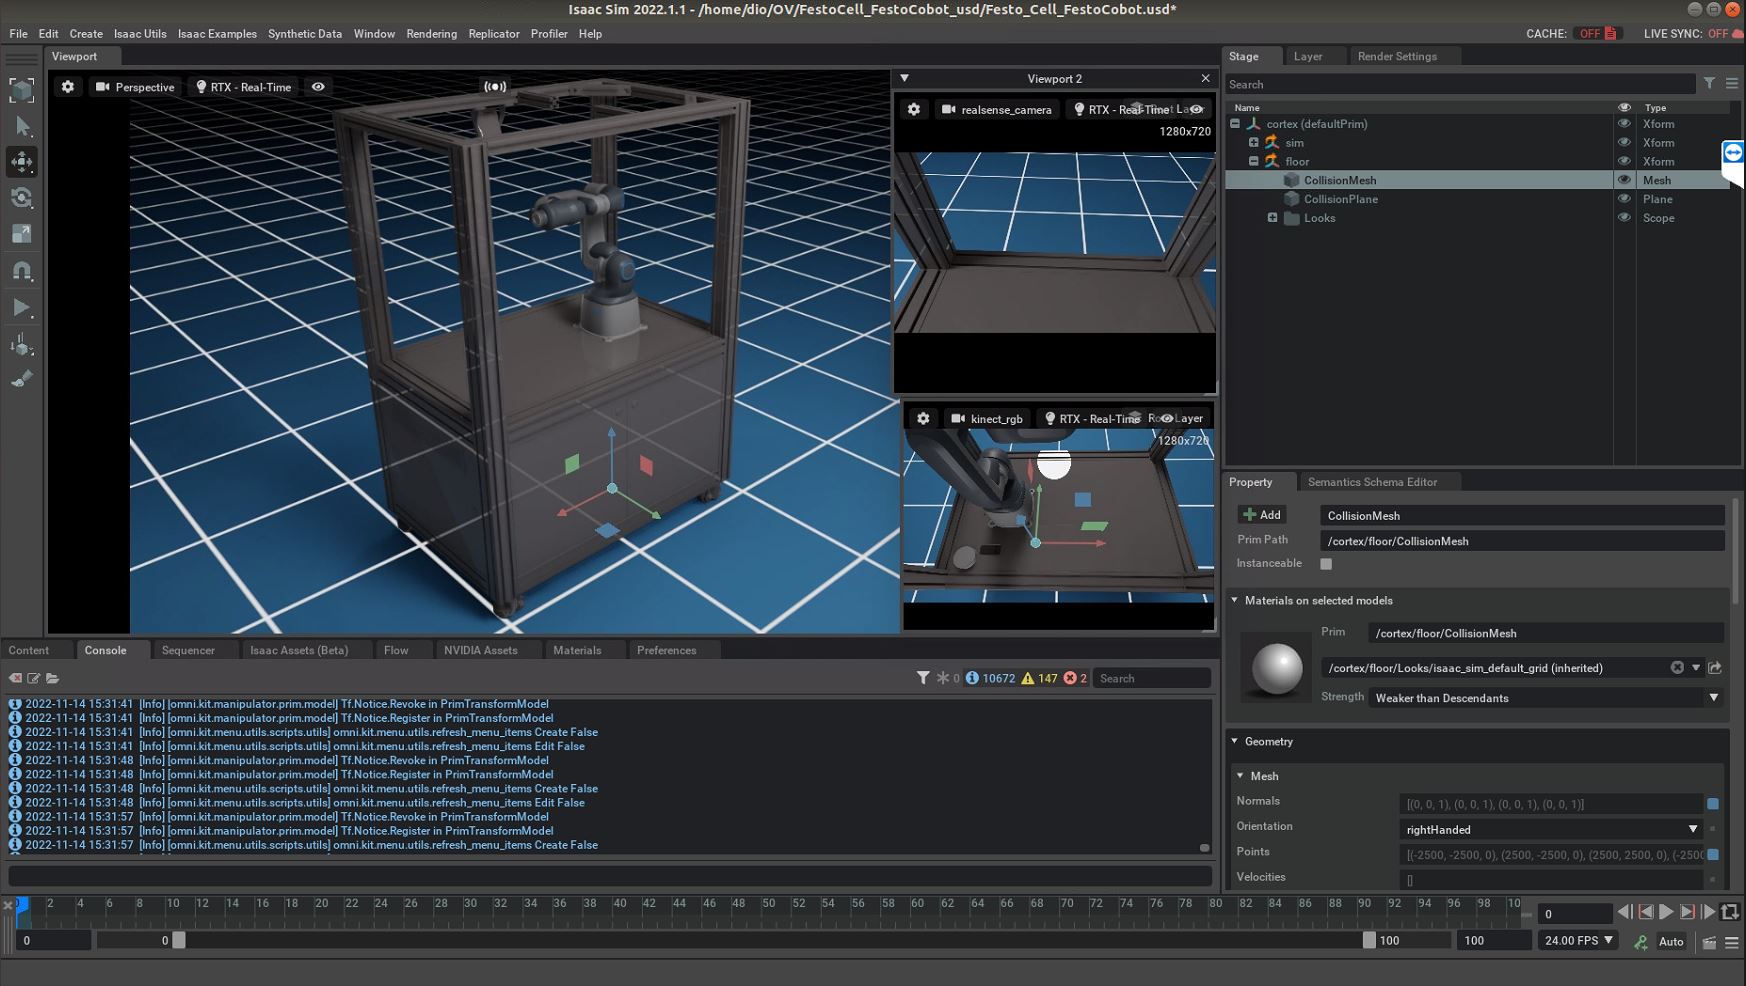 Isaac Sim 2022.1.1 - /home/dio/OV/FestoCell_FestoCobot_usd/Festo_Cell_FestoCobot.usd*
File Edit Create Isaac Utils Isaac Examples Synthetic Data Window Rendering Replicator Profiler Help
CACHE: OFF LIVE SYNC: OFF
Viewport
Perspective RTX - Real-Time
Viewport 2
realsense_camera RTX - Real-Time
1280x720
kinect_rgb RTX - Real-Time Layer
1280x720
Stage Layer Render Settings
Search
Name Type
cortex (defaultPrim) Xform
sim Xform
floor Xform
CollisionMesh Mesh
CollisionPlane Plane
Looks Scope
Property Semantics Schema Editor
Add CollisionMesh
Prim Path /cortex/floor/CollisionMesh
Instanceable
Materials on selected models
Prim /cortex/floor/CollisionMesh
/cortex/floor/Looks/isaac_sim_default_grid (inherited)
Strength Weaker than Descendants
Geometry
Mesh
Normals [(0, 0, 1), (0, 0, 1), (0, 0, 1), (0, 0, 1)]
Orientation rightHanded
Points [(-2500, -2500, 0), (2500, -2500, 0), (2500, 2500, 0), (-2500
Velocities []
Content Console Sequencer Isaac Assets (Beta) Flow NVIDIA Assets Materials Preferences
0 10672 147 2 Search
2022-11-14 15:31:41 [Info] [omni.kit.manipulator.prim.model] Tf.Notice.Revoke in PrimTransformModel
2022-11-14 15:31:41 [Info] [omni.kit.manipulator.prim.model] Tf.Notice.Register in PrimTransformModel
2022-11-14 15:31:41 [Info] [omni.kit.menu.utils.scripts.utils] omni.kit.menu.utils.refresh_menu_items Create False
2022-11-14 15:31:41 [Info] [omni.kit.menu.utils.scripts.utils] omni.kit.menu.utils.refresh_menu_items Edit False
2022-11-14 15:31:48 [Info] [omni.kit.manipulator.prim.model] Tf.Notice.Revoke in PrimTransformModel
2022-11-14 15:31:48 [Info] [omni.kit.manipulator.prim.model] Tf.Notice.Register in PrimTransformModel
2022-11-14 15:31:48 [Info] [omni.kit.menu.utils.scripts.utils] omni.kit.menu.utils.refresh_menu_items Create False
2022-11-14 15:31:48 [Info] [omni.kit.menu.utils.scripts.utils] omni.kit.menu.utils.refresh_menu_items Edit False
2022-11-14 15:31:57 [Info] [omni.kit.manipulator.prim.model] Tf.Notice.Revoke in PrimTransformModel
2022-11-14 15:31:57 [Info] [omni.kit.manipulator.prim.model] Tf.Notice.Register in PrimTransformModel
2022-11-14 15:31:57 [Info] [omni.kit.menu.utils.scripts.utils] omni.kit.menu.utils.refresh_menu_items Create False
0 2 4 6 8 10 12 14 16 18 20 22 24 26 28 30 32 34 36 38 40 42 44 46 48 50 52 54 56 58 60 62 64 66 68 70 72 74 76 78 80 82 84 86 88 90 92 94 96 98 10
0
0 0 100 100 24.00 FPS Auto